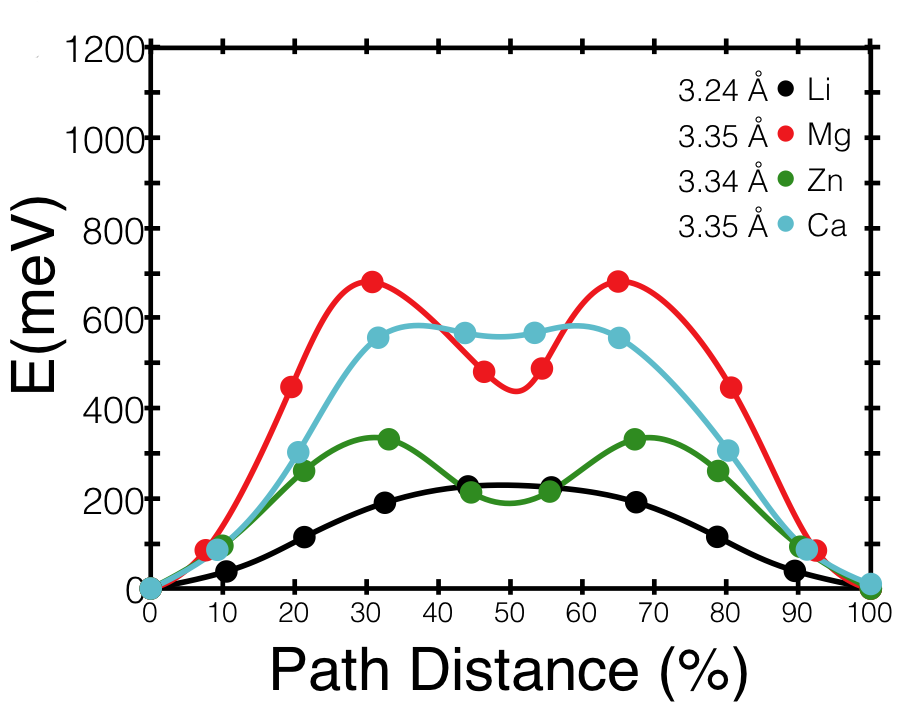 1200
1000
800
600
400
200
0
E(meV)
3.24 Å Li
3.35 Å Mg
3.34 Å Zn
3.35 Å Ca
0 10 20 30 40 50 60 70 80 90 100
Path Distance (%)